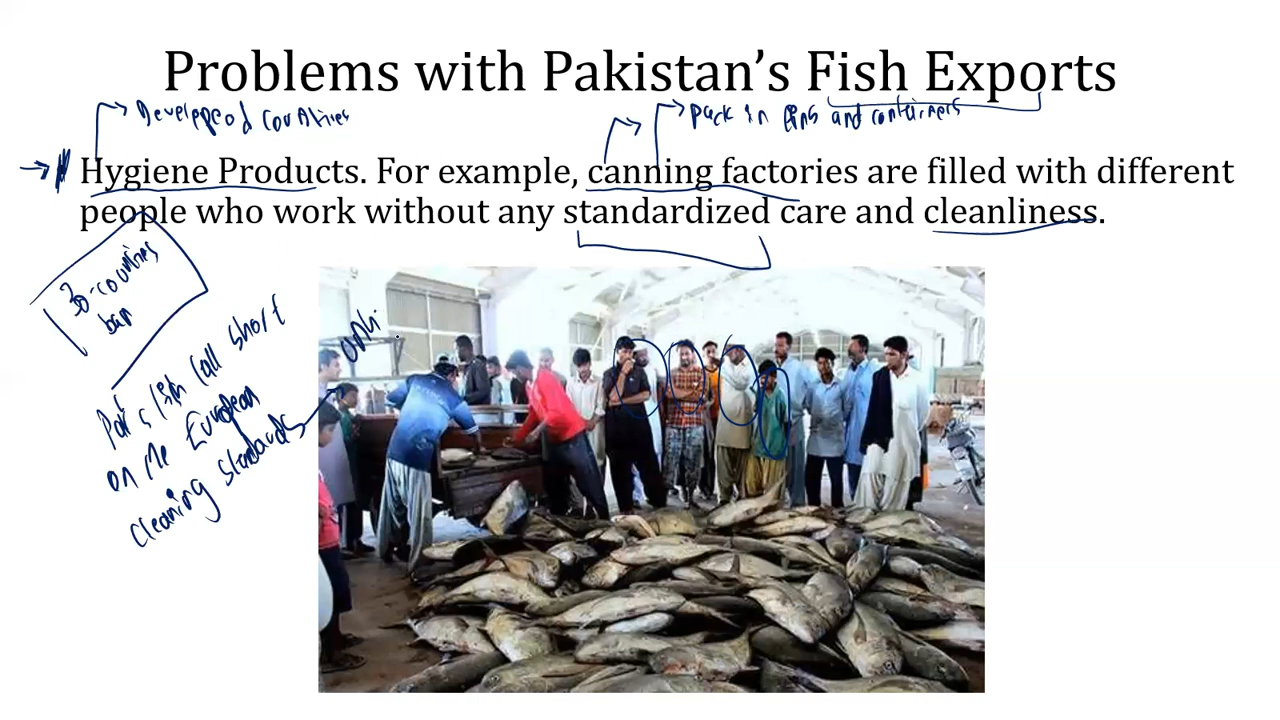 Problems with Pakistan's Fish Exports
Developed countries
pack in tins and containers
Hygiene Products. For example, canning factories are filled with different
people who work without any standardized care and cleanliness.
30-countries
ban
Pak's fish fall short
on the European
cleaning standards